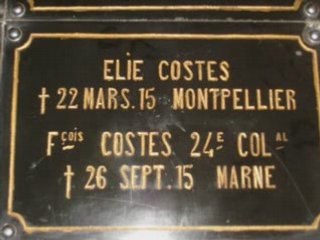 ELIE COSTES
† 22 MARS. 15 MONTPELLIER
Fçois COSTES 24E COLAL
† 26 SEPT. 15 MARNE